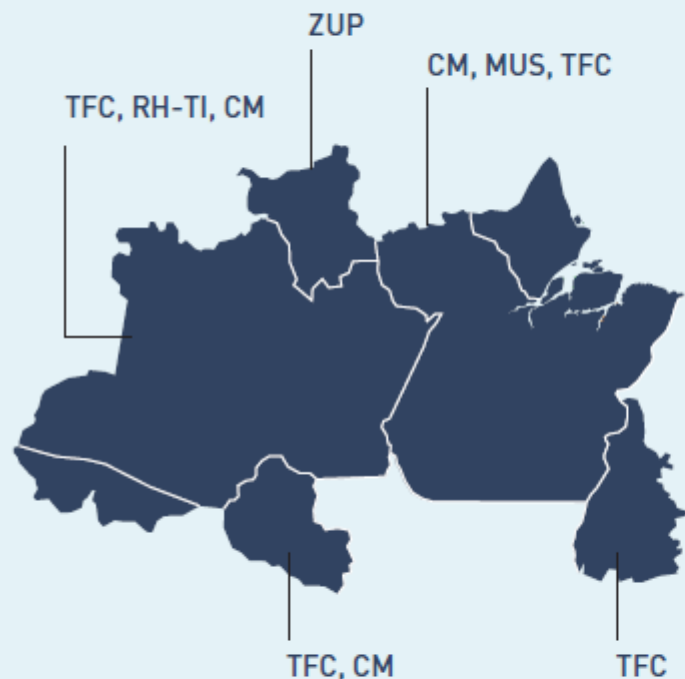 ZUP
CM, MUS, TFC
TFC, RH-TI, CM
TFC, CM
TFC